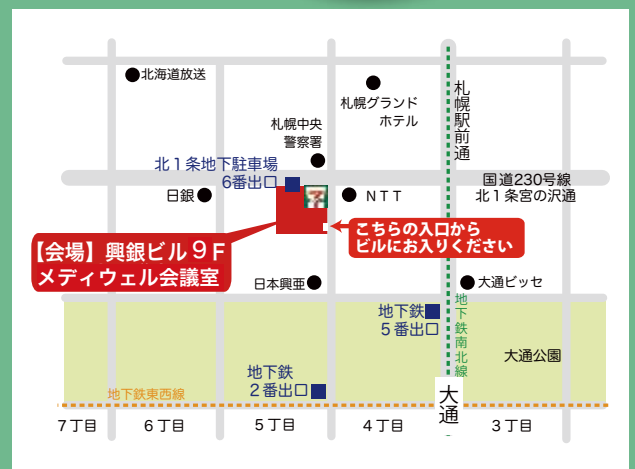 北海道放送
札幌グランド
ホテル
札幌駅前通
札幌中央
警察署
北1条地下駐車場
6番出口
日銀
7
NTT
国道230号線
北1条宮の沢通
こちらの入口から
ビルにお入りください
【会場】興銀ビル9F
メディウェル会議室
日本興亜
大通ビッセ
地下鉄
5番出口
地下鉄南北線
大通公園
地下鉄
2番出口
地下鉄東西線
大通
7丁目
6丁目
5丁目
4丁目
3丁目